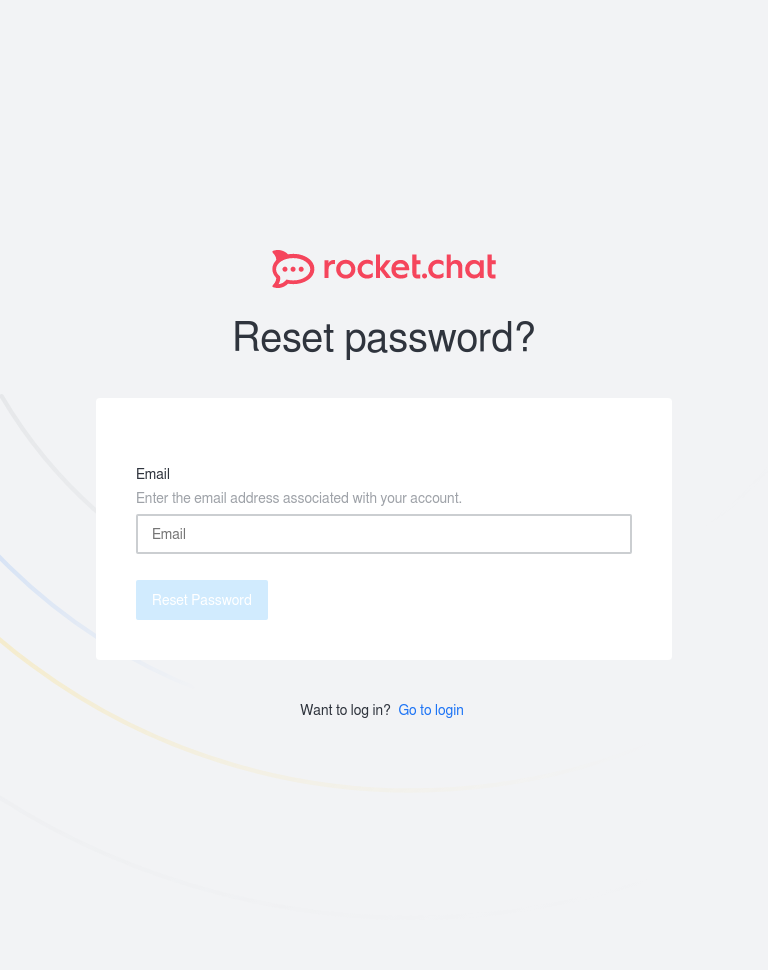 rocket.chat
Reset password?
Email
Enter the email address associated with your account.
Email
Reset Password
Want to log in? Go to login